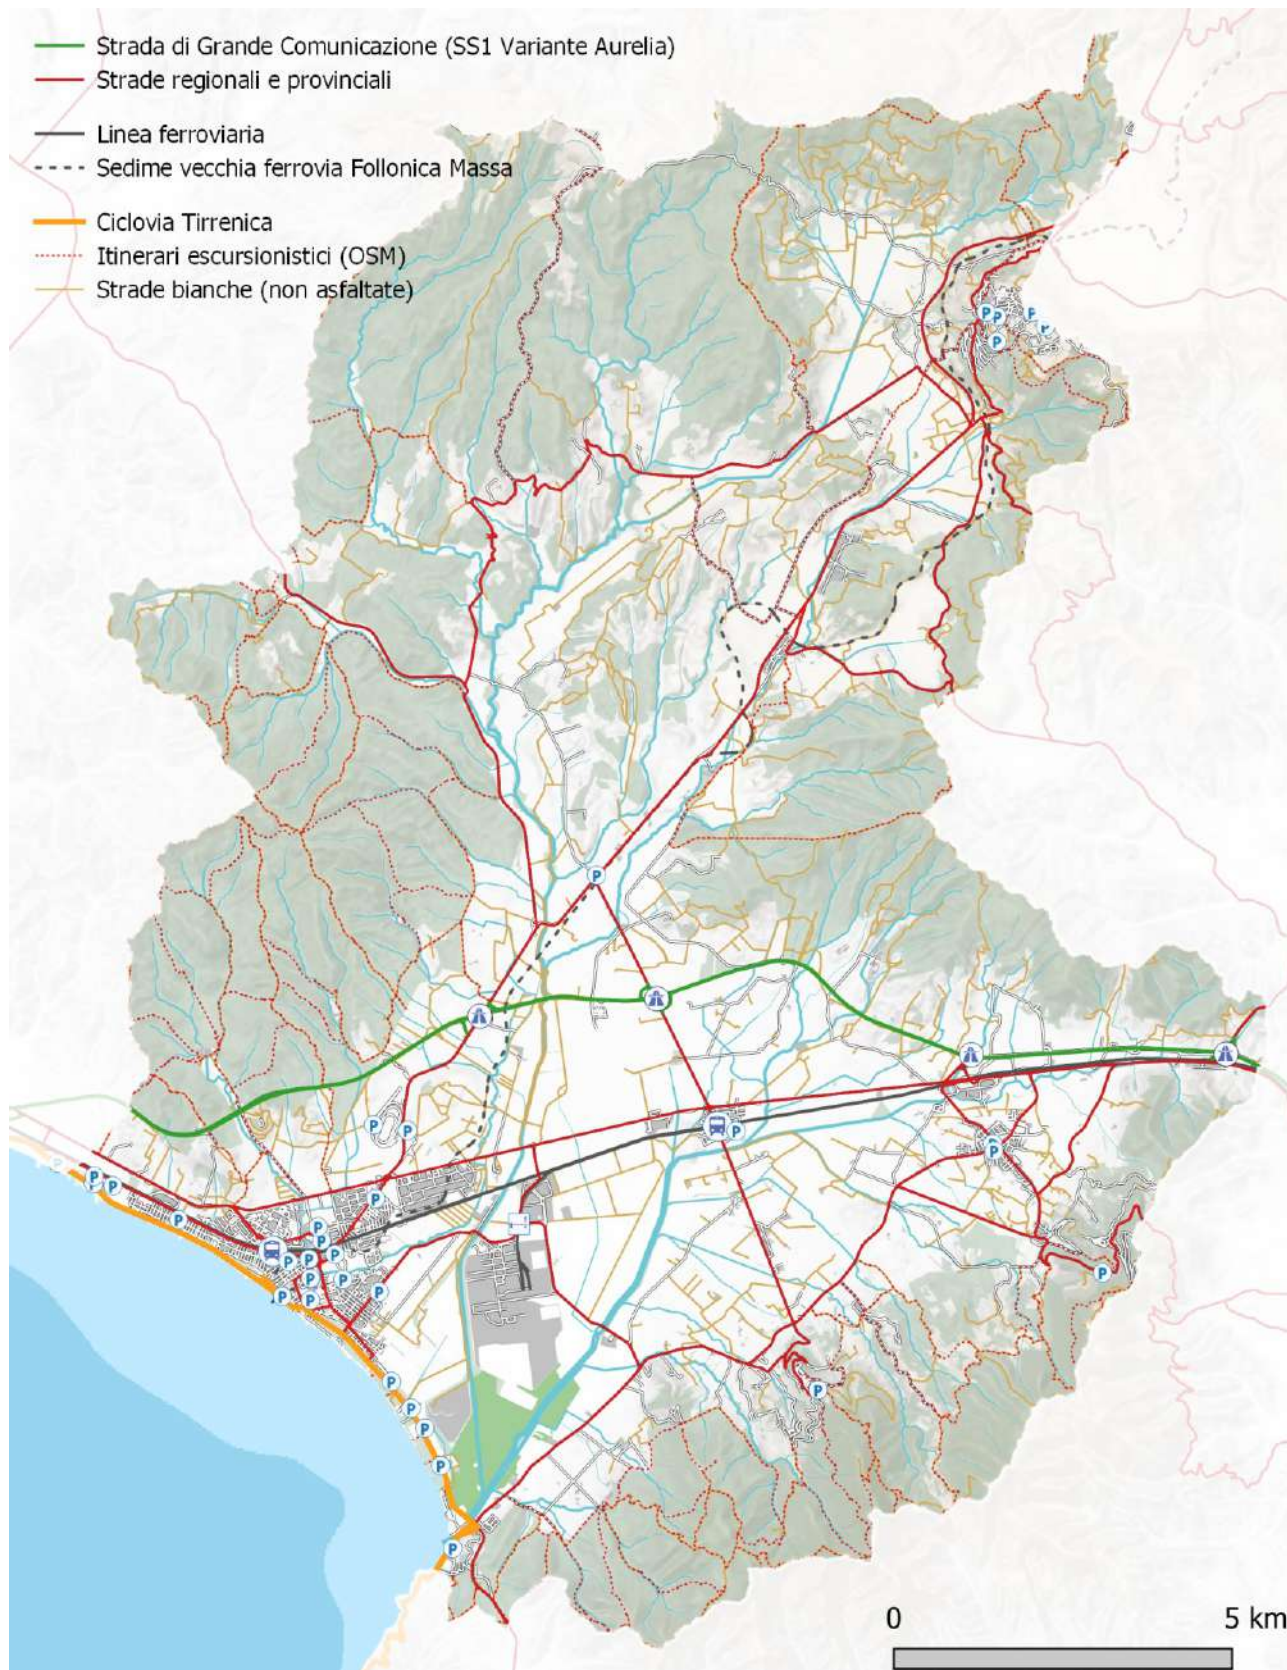 Strada di Grande Comunicazione (SS1 Variante Aurelia)
Strade regionali e provinciali
Linea ferroviaria
Sedime vecchia ferrovia Follonica Massa
Ciclovia Tirrenica
Itinerari escursionistici (OSM)
Strade bianche (non asfaltate)
P P P
P
P
P
P P
P P
P
P
P P
P
P
P
P P
P
P P
P P
P
P
P
P
P
P
P
0 5 km